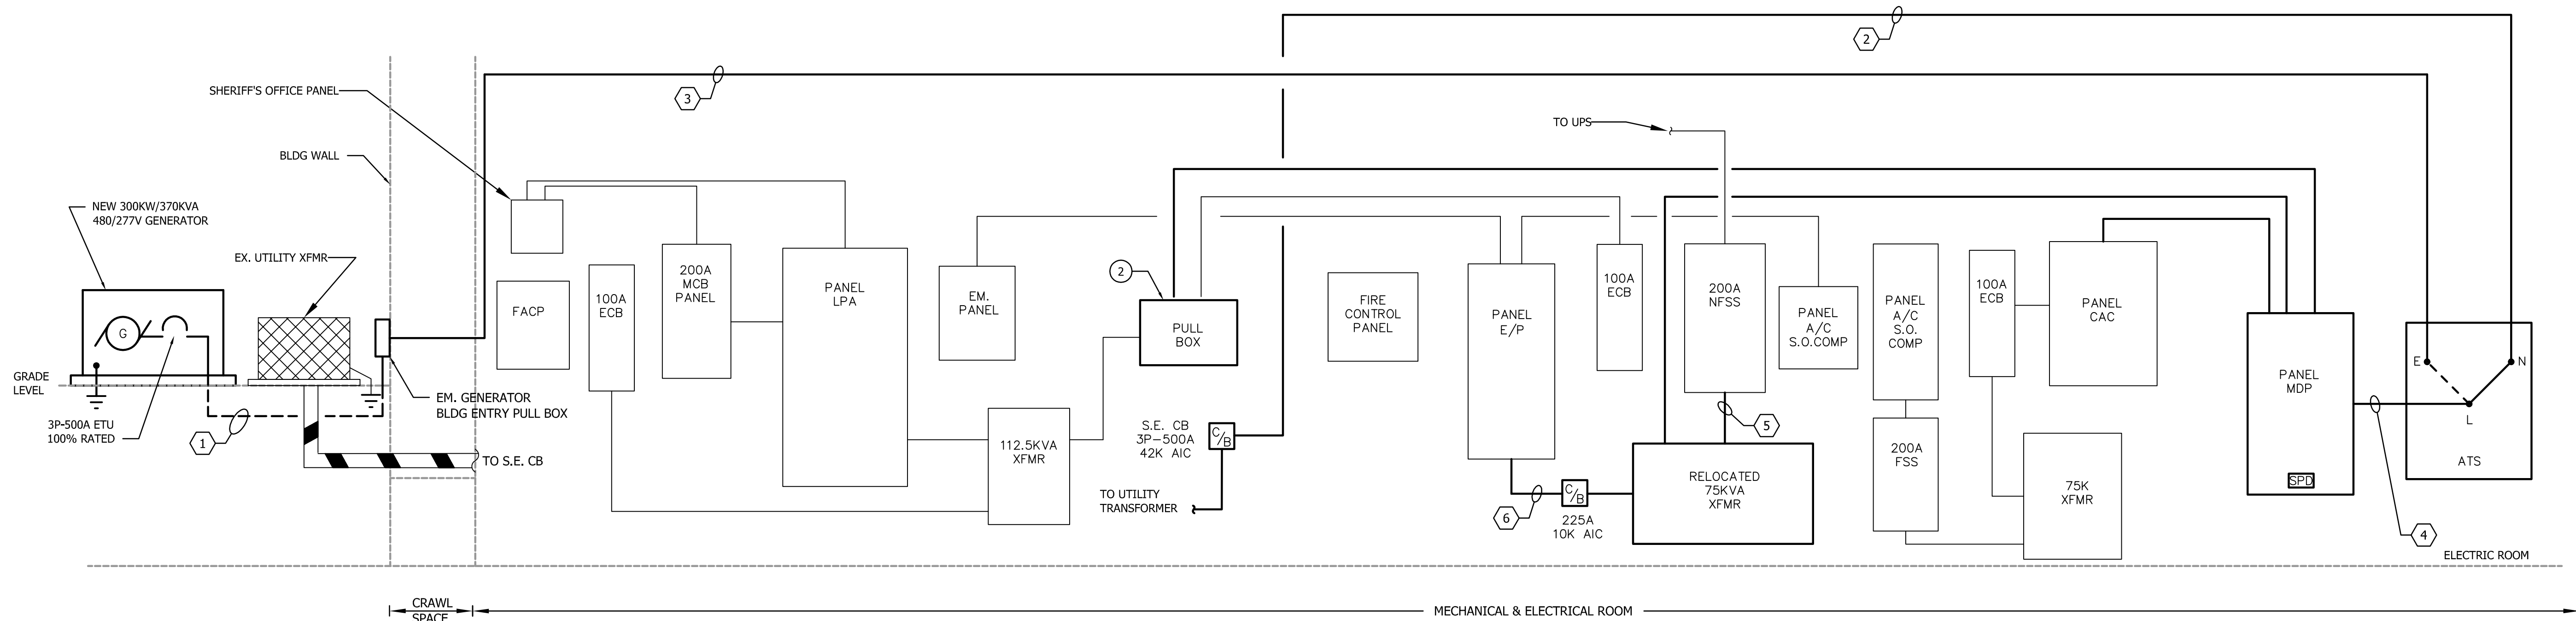 2
3
SHERIFF'S OFFICE PANEL
TO UPS
BLDG WALL
NEW 300KW/370KVA
480/277V GENERATOR
EX. UTILITY XFMR
G
GRADE
LEVEL
3P-500A ETU
100% RATED
1
EM. GENERATOR
BLDG ENTRY PULL BOX
TO S.E. CB
FACP
100A
ECB
200A
MCB
PANEL
PANEL
LPA
EM.
PANEL
112.5KVA
XFMR
2
PULL
BOX
S.E. CB
3P-500A
42K AIC
C/B
TO UTILITY
TRANSFORMER
FIRE
CONTROL
PANEL
PANEL
E/P
6
C/B
225A
10K AIC
100A
ECB
200A
NFSS
5
RELOCATED
75KVA
XFMR
PANEL
A/C
S.O.COMP
PANEL
A/C
S.O.
COMP
200A
FSS
100A
ECB
PANEL
CAC
75K
XFMR
PANEL
MDP
SPD
E
N
L
ATS
4
ELECTRIC ROOM
CRAWL
SPACE
MECHANICAL & ELECTRICAL ROOM